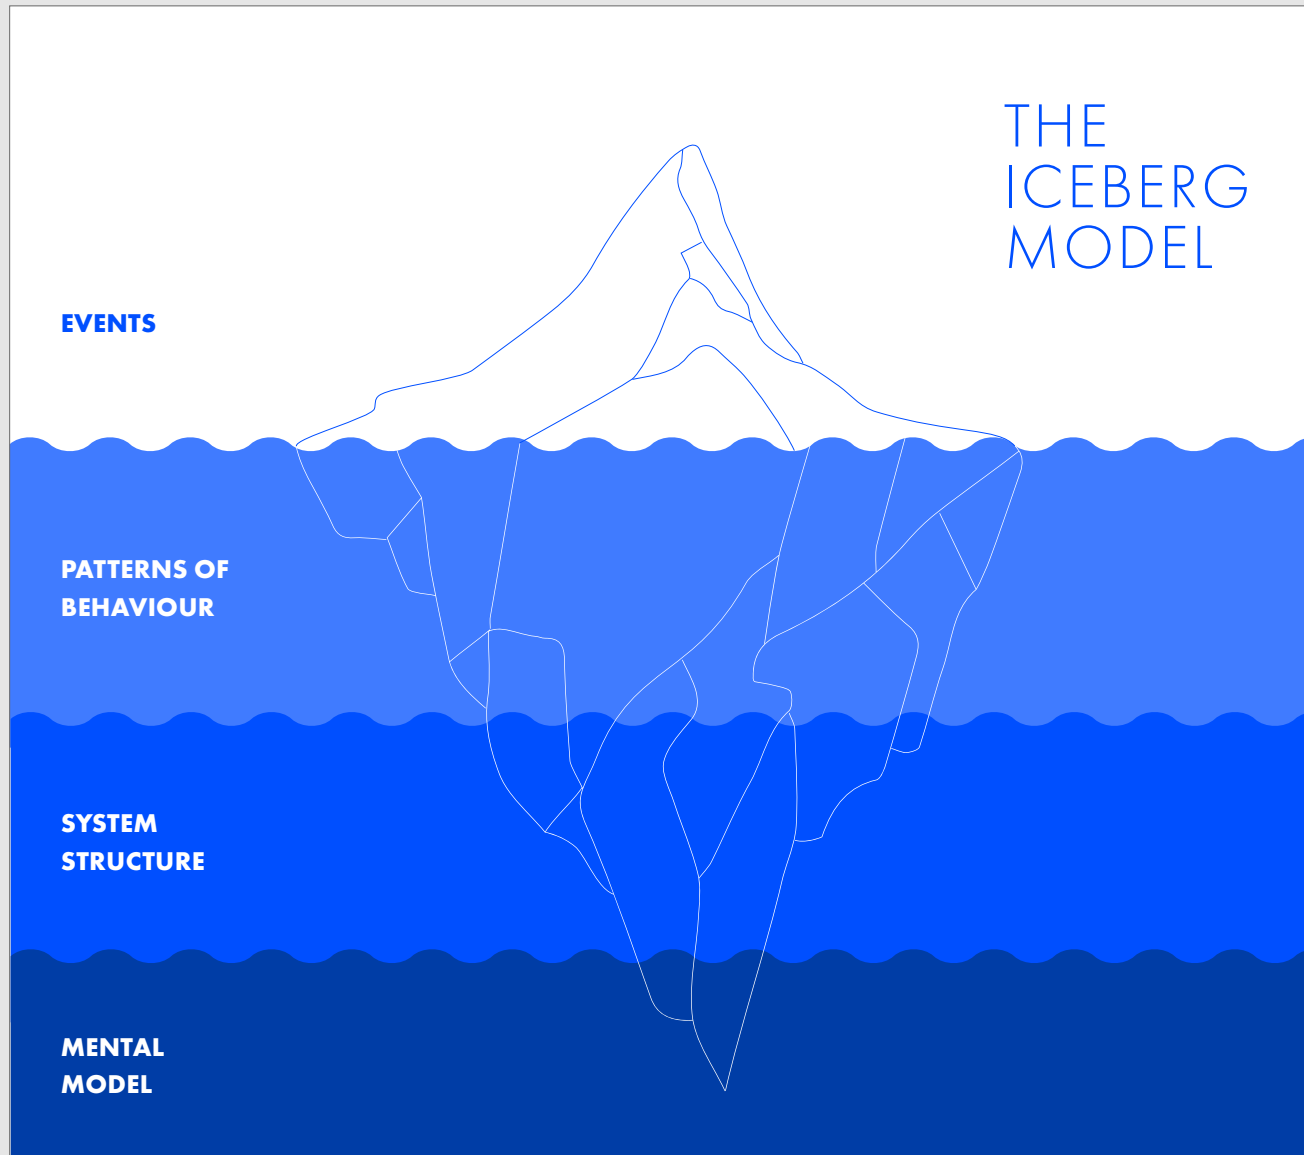 THE
ICEBERG
MODEL
EVENTS
PATTERNS OF
BEHAVIOUR
SYSTEM
STRUCTURE
MENTAL
MODEL